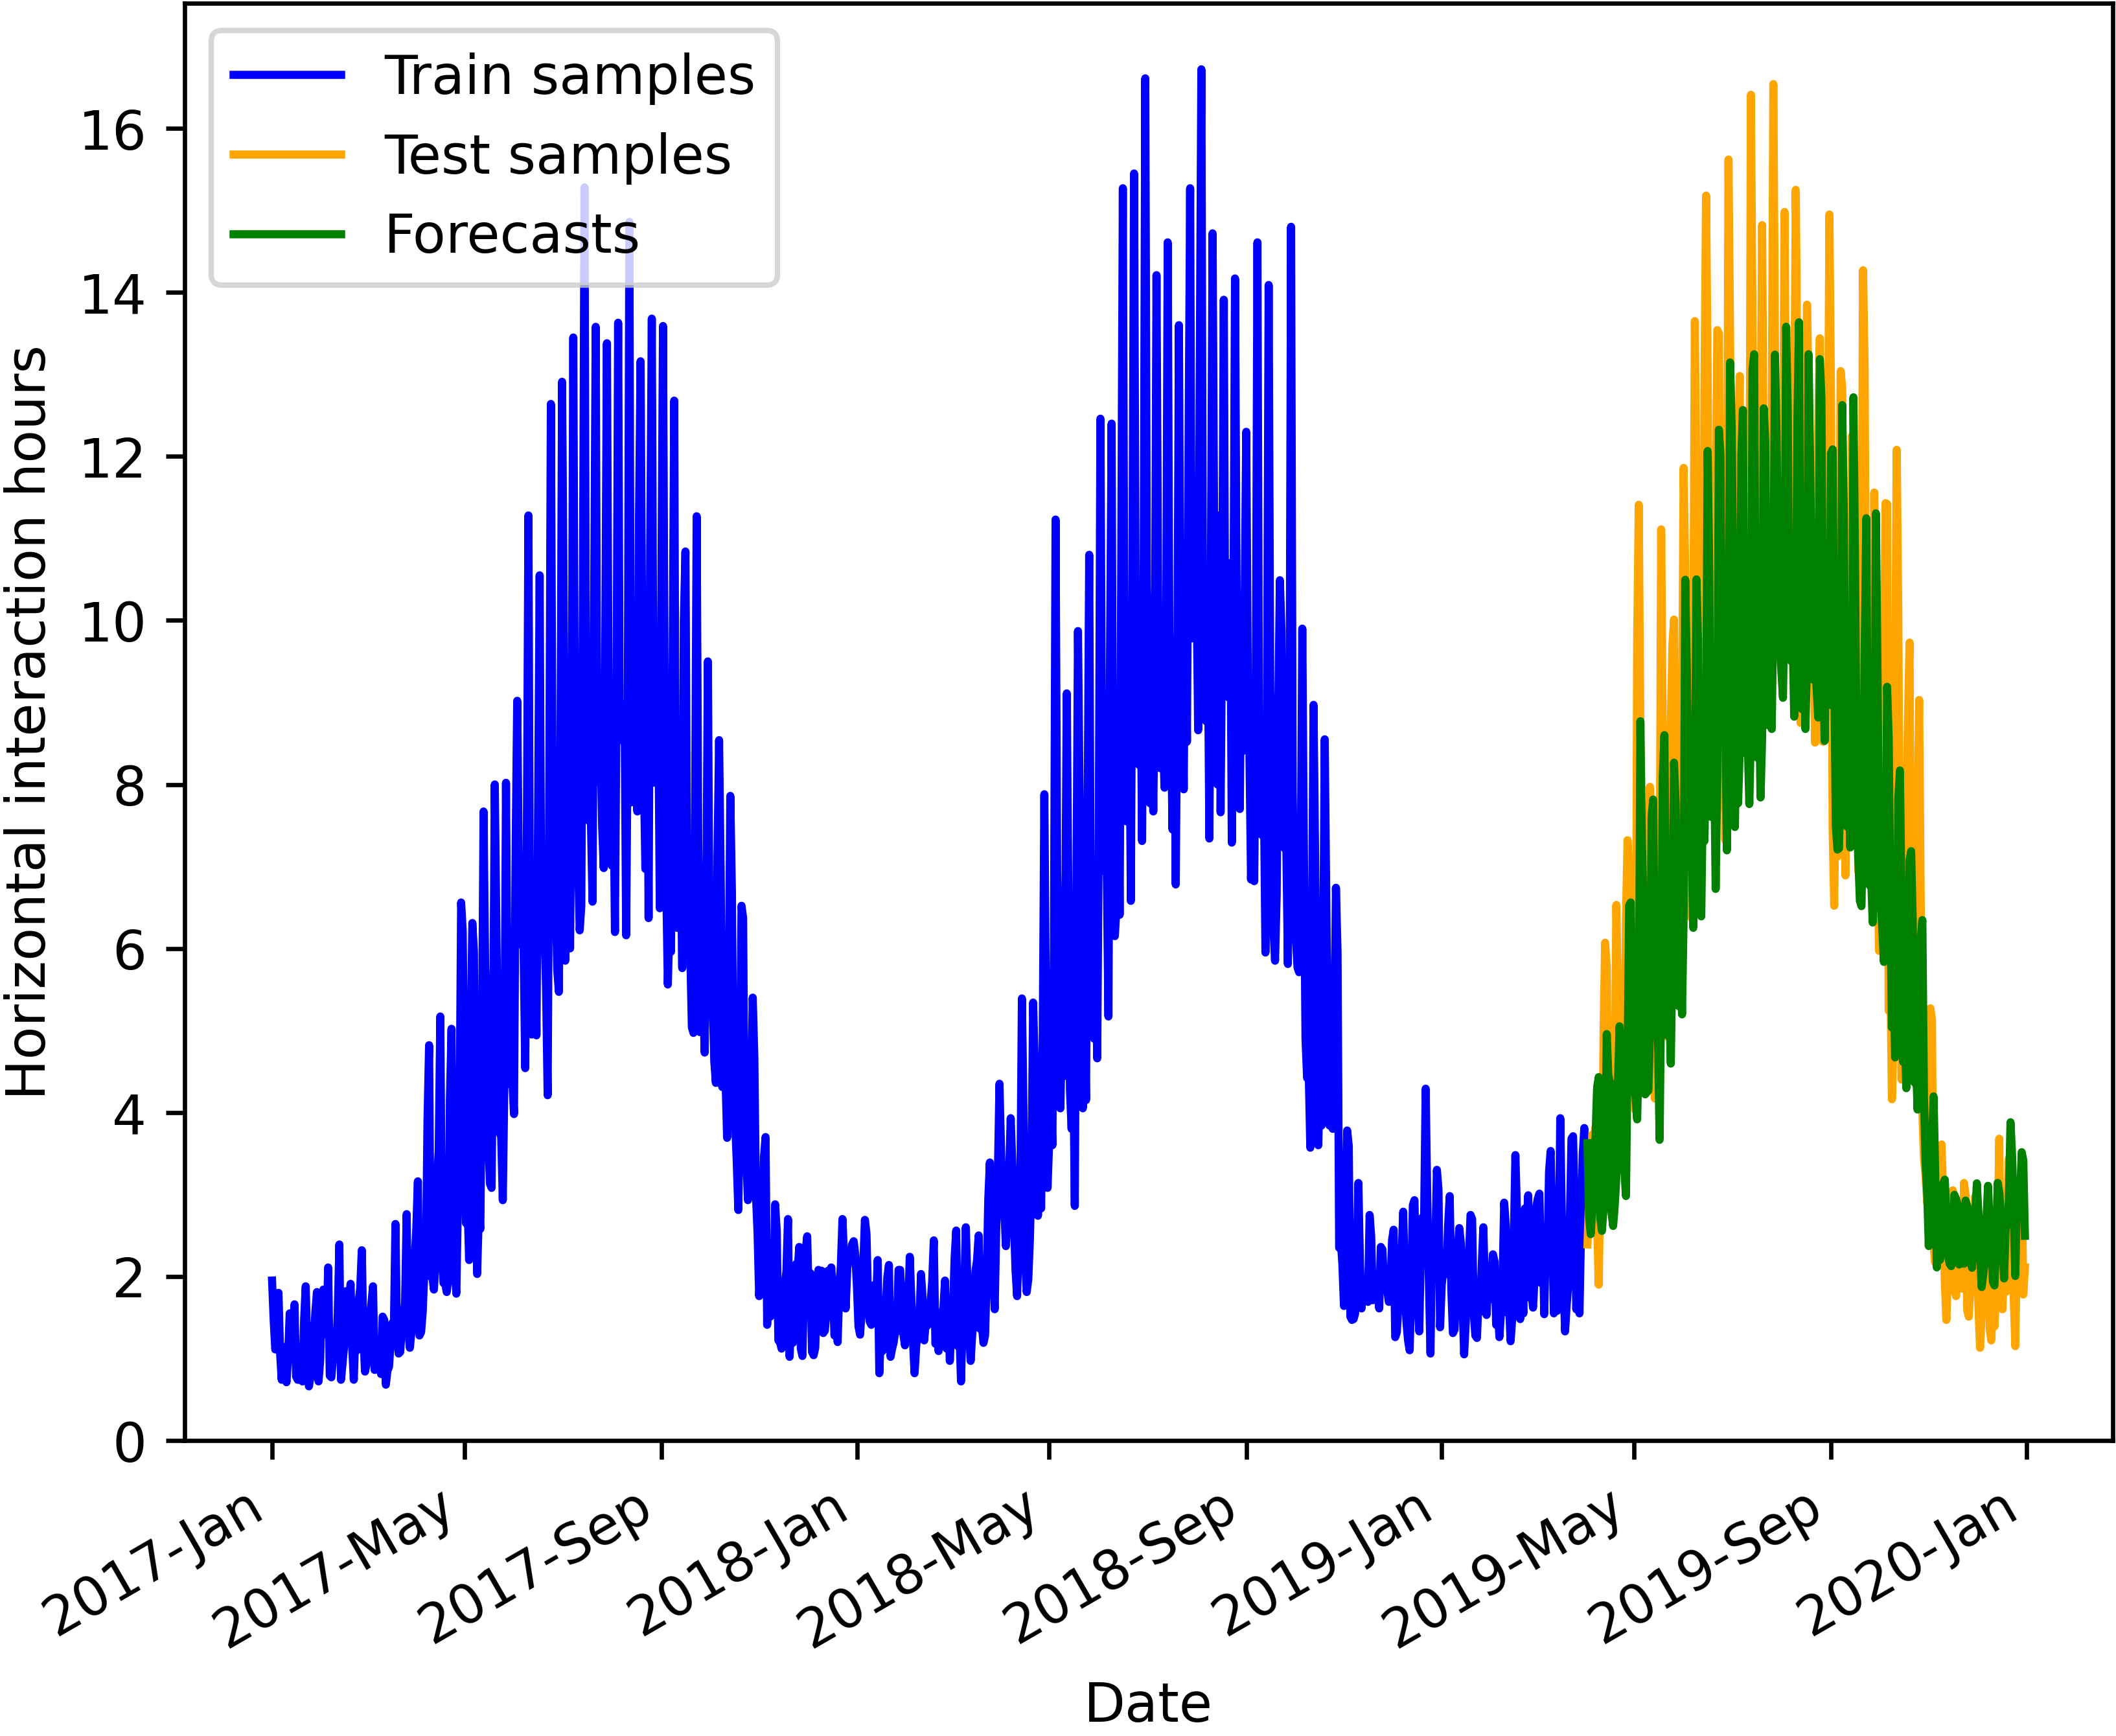 Train samples
Test samples
Forecasts
Horizontal interaction hours
16
14
12
10
8
6
4
2
0
2017-Jan
2017-May
2017-Sep
2018-Jan
2018-May
2018-Sep
2019-Jan
2019-May
2019-Sep
2020-Jan
Date